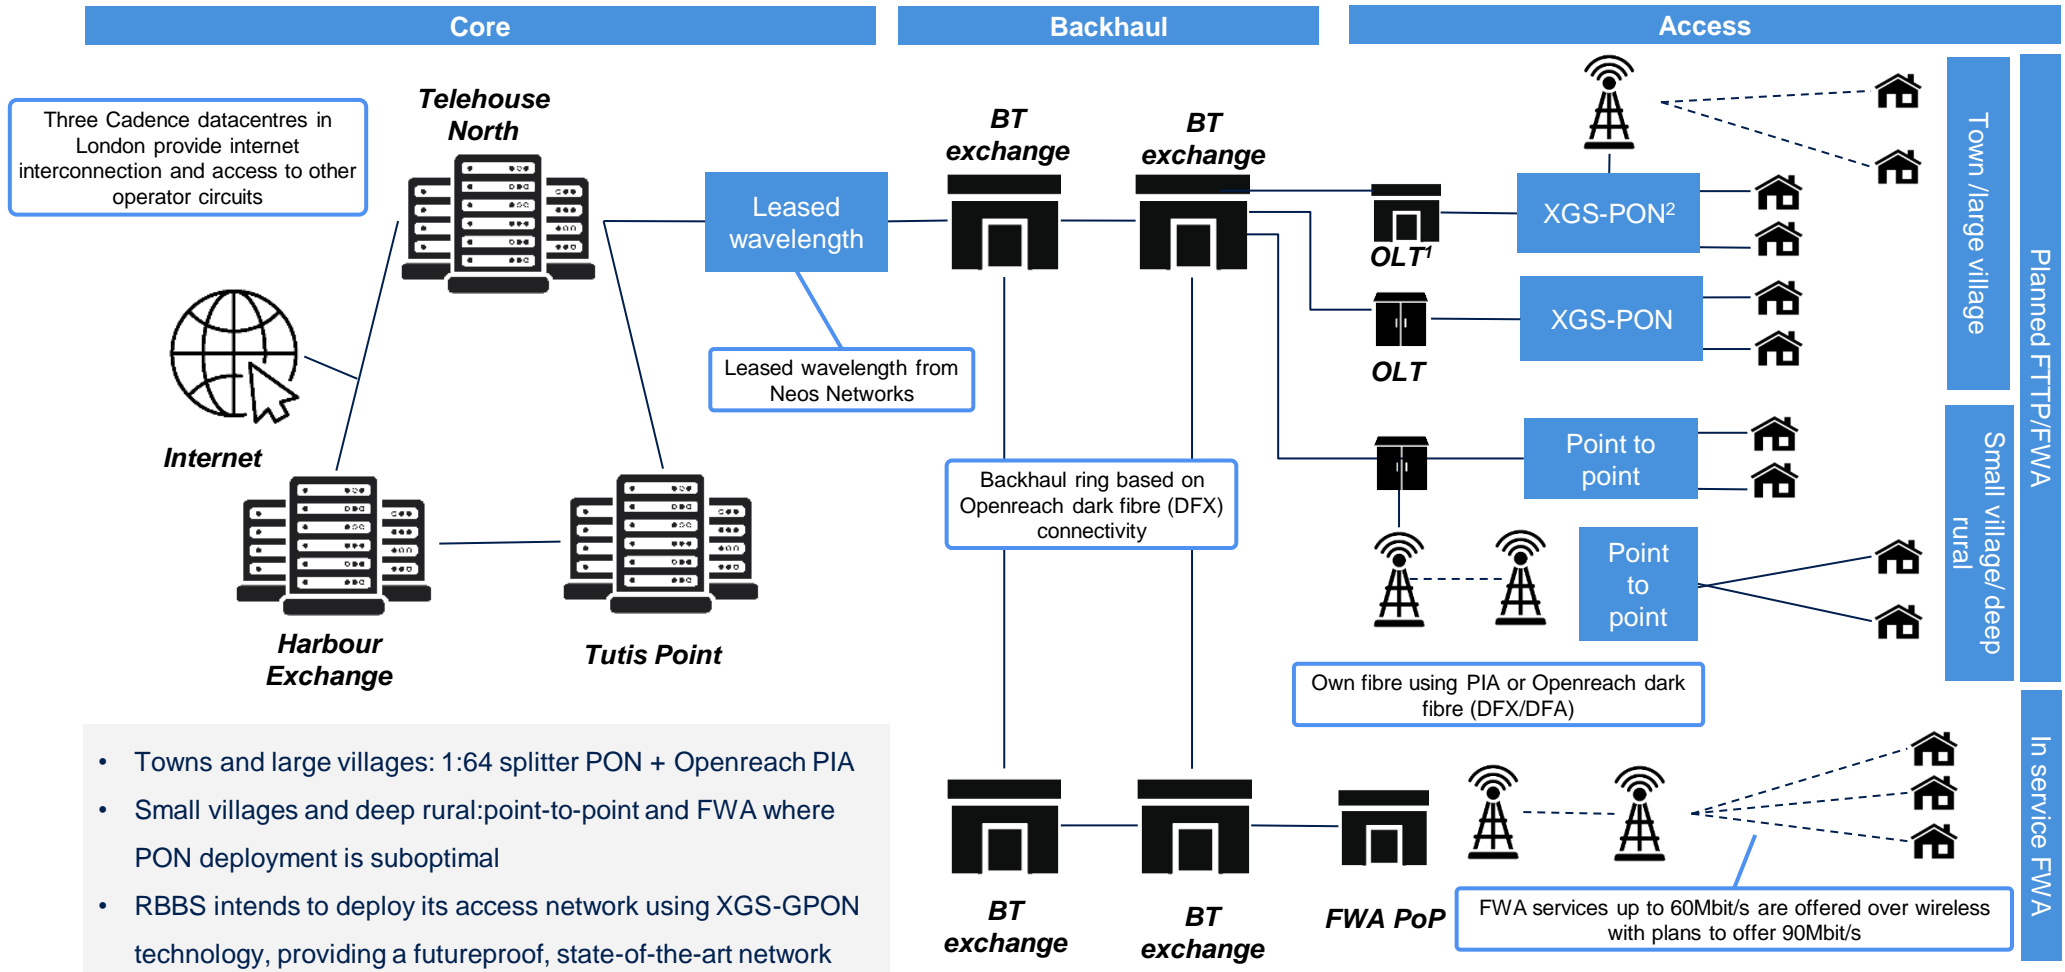 Core
Backhaul
Access
Three Cadence datacentres in
London provide internet
interconnection and access to other
operator circuits
Telehouse
North
Internet
Harbour
Exchange
Tutis Point
Leased
wavelength
Leased wavelength from
Neos Networks
BT
exchange
BT
exchange
Backhaul ring based on
Openreach dark fibre (DFX)
connectivity
BT
exchange
BT
exchange
OLT¹
XGS-PON²
OLT
XGS-PON
Point to
point
Point
to
point
Own fibre using PIA or Openreach dark
fibre (DFX/DFA)
FWA PoP
FWA services up to 60Mbit/s are offered over wireless
with plans to offer 90Mbit/s
Town /large village
Small village/ deep
rural
Planned FTTP/FWA
In service FWA
• Towns and large villages: 1:64 splitter PON + Openreach PIA
• Small villages and deep rural:point-to-point and FWA where
PON deployment is suboptimal
• RBBS intends to deploy its access network using XGS-GPON
technology, providing a futureproof, state-of-the-art network